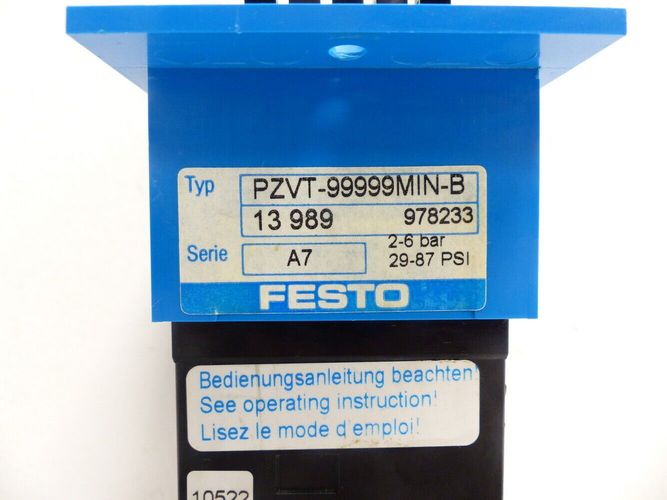 Typ PZVT-99999MIN-B
13 989 978233
2-6 bar
Serie A7 29-87 PSI
FESTO
Bedienungsanleitung beachten!
See operating instruction!
Lisez le mode d emploi!
10522